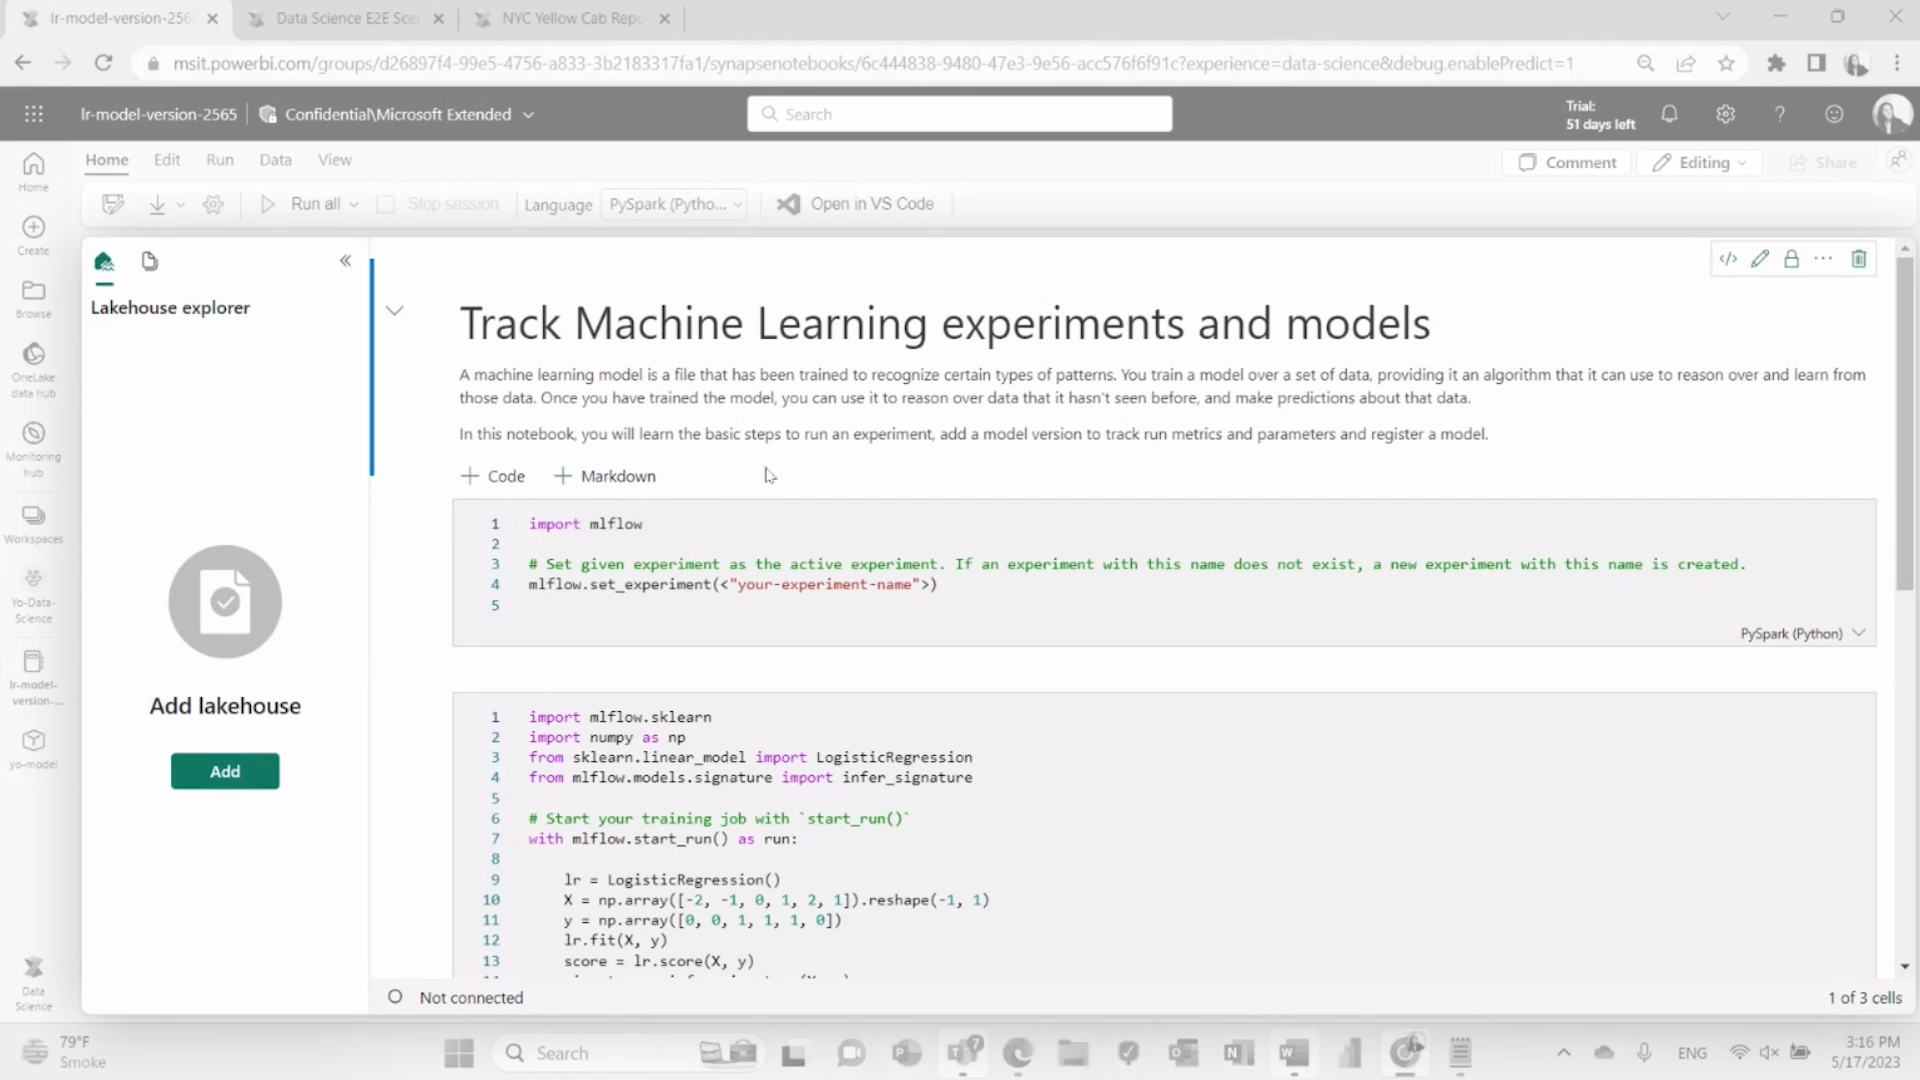 lr-model-version-256
Data Science E2E Sce
NYC Yellow Cab Repo
msit.powerbi.com/groups/d26897f4-99e5-4756-a833-3b2183317fa1/synapsenotebooks/6c444838-9480-47e3-9e56-acc576f6f91c?experience=data-science&debug.enablePredict=1
lr-model-version-2565
Confidential\Microsoft Extended
Search
Trial:
51 days left
Home
Edit
Run
Data
View
Comment
Editing
Share
Run all
Stop session
Language
PySpark (Pytho...
Open in VS Code
Home
Create
Browse
OneLake
data hub
Monitoring
hub
Workspaces
Yo-Data-
Science
lr-model-
version-...
yo-model
Data
Science
Lakehouse explorer
Add lakehouse
Add
Track Machine Learning experiments and models
A machine learning model is a file that has been trained to recognize certain types of patterns. You train a model over a set of data, providing it an algorithm that it can use to reason over and learn from
those data. Once you have trained the model, you can use it to reason over data that it hasn't seen before, and make predictions about that data.
In this notebook, you will learn the basic steps to run an experiment, add a model version to track run metrics and parameters and register a model.
+ Code
+ Markdown
1 import mlflow
2
3 # Set given experiment as the active experiment. If an experiment with this name does not exist, a new experiment with this name is created.
4 mlflow.set_experiment(<"your-experiment-name">)
5
PySpark (Python)
1 import mlflow.sklearn
2 import numpy as np
3 from sklearn.linear_model import LogisticRegression
4 from mlflow.models.signature import infer_signature
5
6 # Start your training job with `start_run()`
7 with mlflow.start_run() as run:
8
9 lr = LogisticRegression()
10 X = np.array([-2, -1, 0, 1, 2, 1]).reshape(-1, 1)
11 y = np.array([0, 0, 1, 1, 1, 0])
12 lr.fit(X, y)
13 score = lr.score(X, y)
Not connected
1 of 3 cells
79°F
Smoke
Search
7
ENG
3:16 PM
5/17/2023